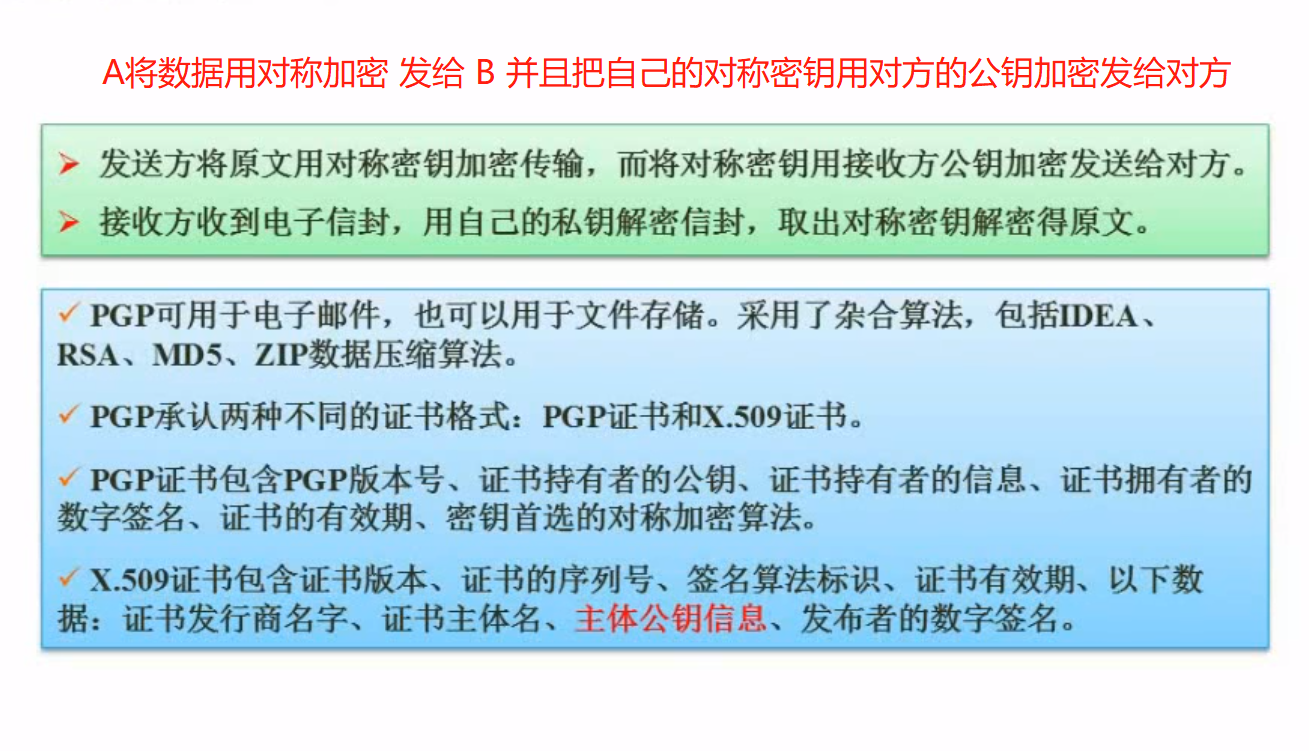 A将数据用对称加密 发给 B 并且把自己的对称密钥用对方的公钥加密发给对方
发送方将原文用对称密钥加密传输，而将对称密钥用接收方公钥加密发送给对方。
接收方收到电子信封，用自己的私钥解密信封，取出对称密钥解密得原文。
PGP可用于电子邮件，也可以用于文件存储。采用了杂合算法，包括IDEA、
RSA、MD5、ZIP数据压缩算法。
PGP承认两种不同的证书格式：PGP证书和X.509证书。
PGP证书包含PGP版本号、证书持有者的公钥、证书持有者的信息、证书拥有者的
数字签名、证书的有效期、密钥首选的对称加密算法。
X.509证书包含证书版本、证书的序列号、签名算法标识、证书有效期、以下数
据：证书发行商名字、证书主体名、主体公钥信息、发布者的数字签名。